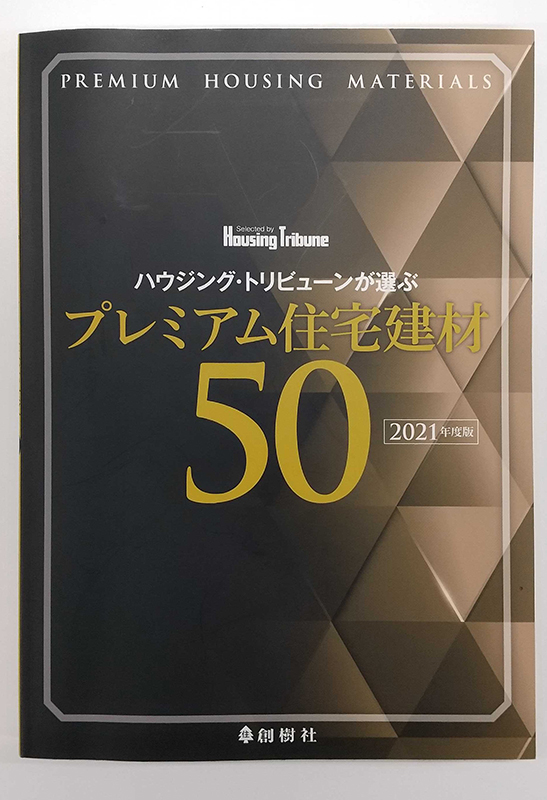 PREMIUM HOUSING MATERIALS
Selected by
Housing Tribune
ハウジング・トリビューンが選ぶ
プレミアム住宅建材
50
2021年度版
創樹社